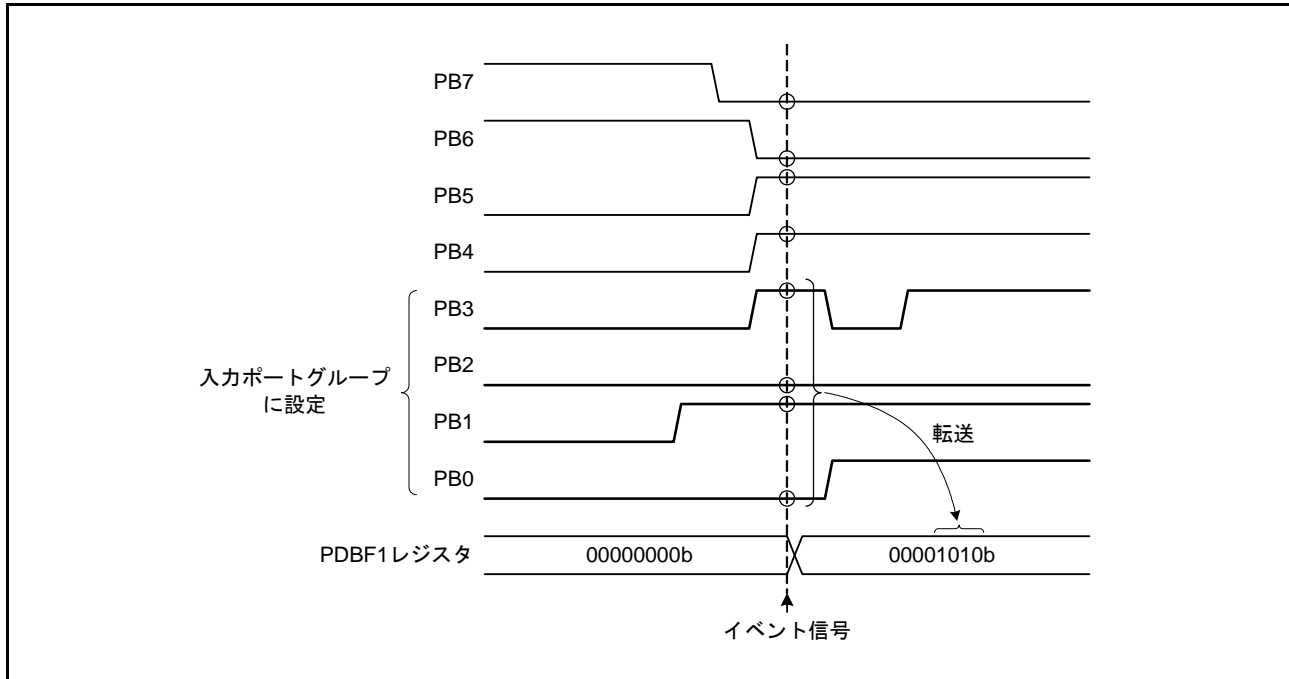 PB7
PB6
PB5
PB4
PB3
PB2
入力ポートグループ
に設定
PB1
転送
PB0
PDBF1レジスタ
00000000b
00001010b
イベント信号